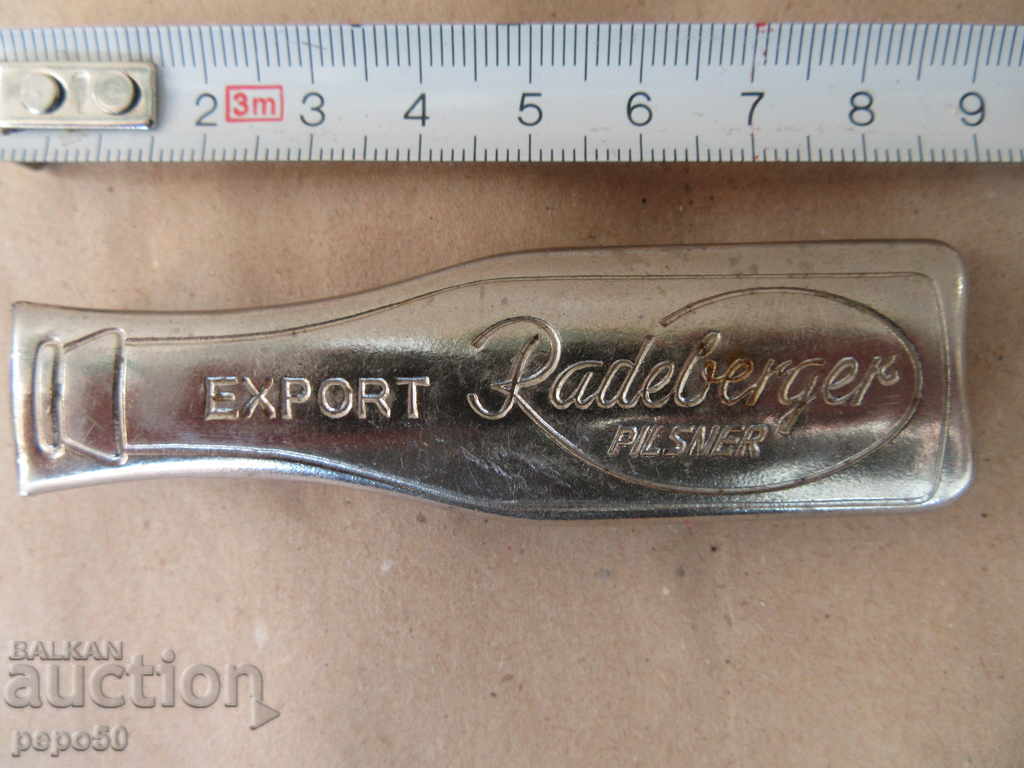 2 3m 3 4 5 6 7 8 9
EXPORT Radeberger
PILSNER
BALKAN
auction
pepo50